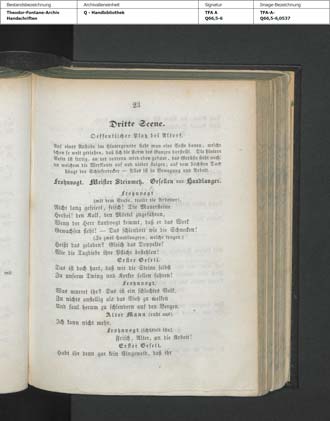 Bestandsbezeichnung
Theodor-Fontane-Archiv
Handschriften
Archivalieneinheit
Q - Handbibliothek
Signatur
TFA A
Q66,5-6
Image-Bezeichnung
TFA-A-
Q66,5-6,0537
23
Dritte Scene.
Oeffentlicher Platz bei Altorf.
Auf einer Anhöhe im Hintergrunde sieht man eine Veste bauen, welche
schon so weit gediehen, daß sich die Form des Ganzen darstellt. Die hintere
Seite ist fertig, an der vordern wird eben gebaut, das Gerüste steht noch,
an welchem die Werkleute auf und nieder steigen; auf dem höchsten Dach
hängt der Schieferdecker — Alles ist in Bewegung und Arbeit.
Frohnvogt. Meister Steinmetz. Gesellen und Handlanger.
Frohnvogt
(mit dem Stabe, treibt die Arbeiter).
Nicht lang gefeiert, frisch! Die Mauersteine
Herbei! den Kalk, den Mörtel zugefahren,
Wenn der Herr Landvogt kommt, daß er das Werk
Gewachsen sieht! — Das schlendert wie die Schnecken!
(Zu zwei Handlangern, welche tragen:)
Heißt das geladen? Gleich das Doppelte!
Wie die Tagdiebe ihre Pflicht bestehlen!
Erster Gesell.
Das ist doch hart, daß wir die Steine selbst
Zu unserm Twing und Kerker sollen fahren!
Frohnvogt.
Was murret ihr? Das ist ein schlechtes Volk,
Zu nichts anstellig als das Vieh zu melken
Und faul herum zu schlendern auf den Bergen.
Alter Mann (ruht aus).
Ich kann nicht mehr.
Frohnvogt (schüttelt ihn).
Frisch, Alter, an die Arbeit!
Erster Gesell.
Habt ihr denn gar kein Eingeweid, daß ihr